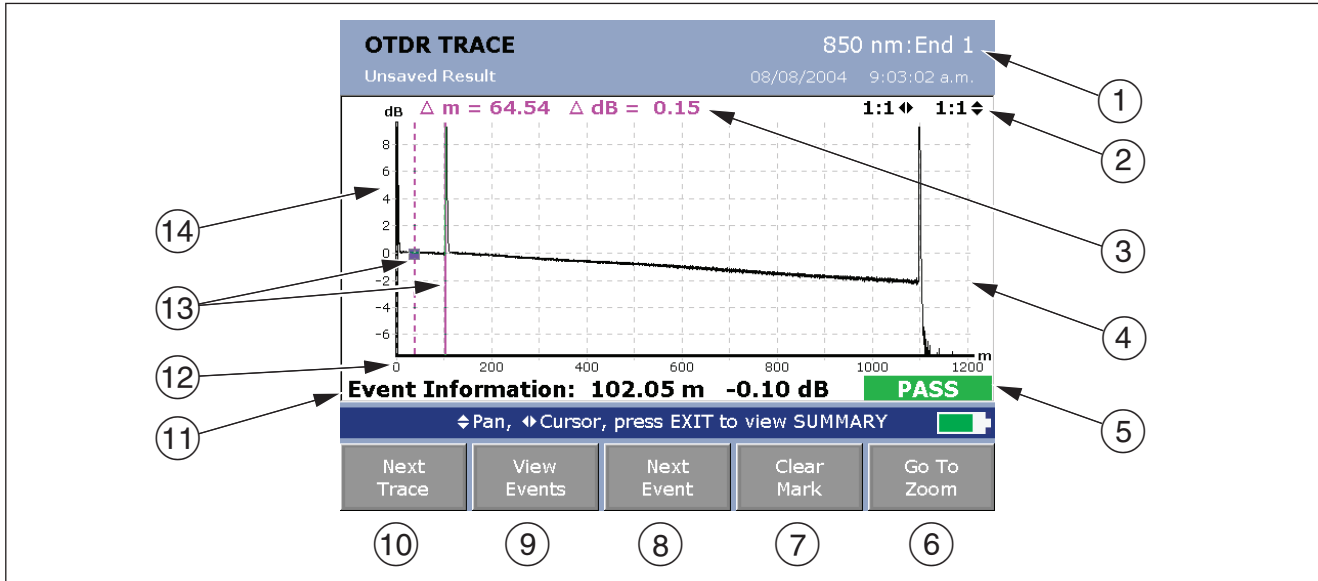 OTDR TRACE 850 nm:End 1
Unsaved Result 08/08/2004 9:03:02 a.m.
dB Δ m = 64.54 Δ dB = 0.15 1:1 1:1
8
6
4
2
0
-2
-4
-6
0 200 400 600 800 1000 1200 m
Event Information: 102.05 m -0.10 dB PASS
Pan, Cursor, press EXIT to view SUMMARY
Next Trace
View Events
Next Event
Clear Mark
Go To Zoom
1
2
3
4
5
6
7
8
9
10
11
12
13
14